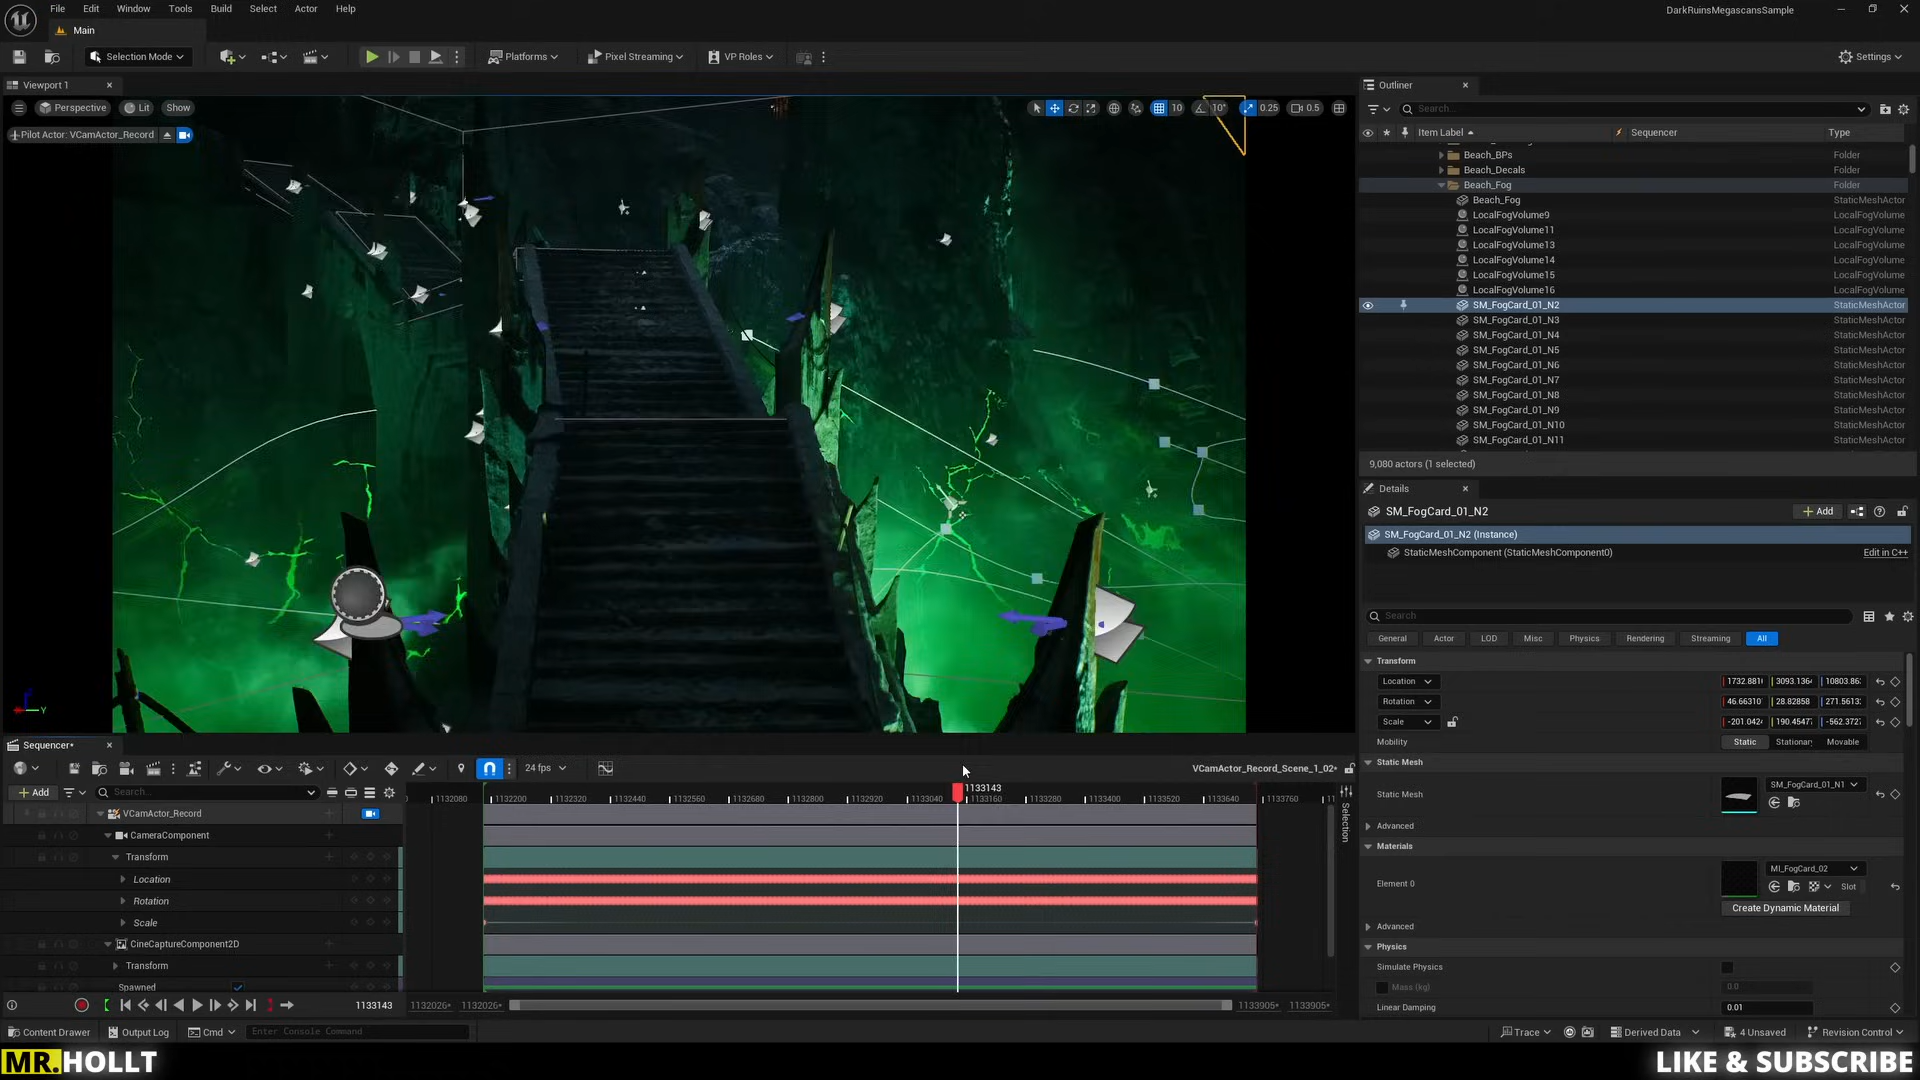 File Edit Window Tools Build Select Actor Help
DarkRuinsMegascansSample
Main
Selection Mode
Platforms
Pixel Streaming
VP Roles
Settings
Viewport 1
Perspective
Lit
Show
10
10°
0.25
0.5
Pilot Actor: VCamActor_Record
Outliner
Search...
Item Label
Sequencer
Type
Beach_BPs Folder
Beach_Decals Folder
Beach_Fog Folder
Beach_Fog StaticMeshActor
LocalFogVolume9 LocalFogVolume
LocalFogVolume11 LocalFogVolume
LocalFogVolume13 LocalFogVolume
LocalFogVolume14 LocalFogVolume
LocalFogVolume15 LocalFogVolume
LocalFogVolume16 LocalFogVolume
SM_FogCard_01_N2 StaticMeshActor
SM_FogCard_01_N3 StaticMeshActor
SM_FogCard_01_N4 StaticMeshActor
SM_FogCard_01_N5 StaticMeshActor
SM_FogCard_01_N6 StaticMeshActor
SM_FogCard_01_N7 StaticMeshActor
SM_FogCard_01_N8 StaticMeshActor
SM_FogCard_01_N9 StaticMeshActor
SM_FogCard_01_N10 StaticMeshActor
SM_FogCard_01_N11 StaticMeshActor
9,080 actors (1 selected)
Details
SM_FogCard_01_N2
Add
SM_FogCard_01_N2 (Instance)
StaticMeshComponent (StaticMeshComponent0)
Edit in C++
Search
General Actor LOD Misc Physics Rendering Streaming All
Transform
Location 1732.881 3093.136 10803.86
Rotation 46.66310 28.82858 271.5613
Scale -201.042 190.4547 -562.372
Mobility Static Stationary Movable
Static Mesh
Static Mesh
SM_FogCard_01_N1
Advanced
Materials
Element 0
MI_FogCard_02
Slot
Create Dynamic Material
Advanced
Physics
Simulate Physics
Mass (kg) 0.0
Linear Damping 0.01
Y
Sequencer*
24 fps
VCamActor_Record_Scene_1_02*
Add
Search...
1133143
1132080 1132200 1132320 1132440 1132560 1132680 1132800 1132920 1133040 1133160 1133280 1133400 1133520 1133640 1133760
Selection
VCamActor_Record
CameraComponent
Transform
Location
Rotation
Scale
CineCaptureComponent2D
Transform
Spawned
1133143
1132026* 1132026*
1133905* 1133905*
Content Drawer
Output Log
Cmd
Enter Console Command
Trace
Derived Data
4 Unsaved
Revision Control
MR.HOLLT
LIKE & SUBSCRIBE